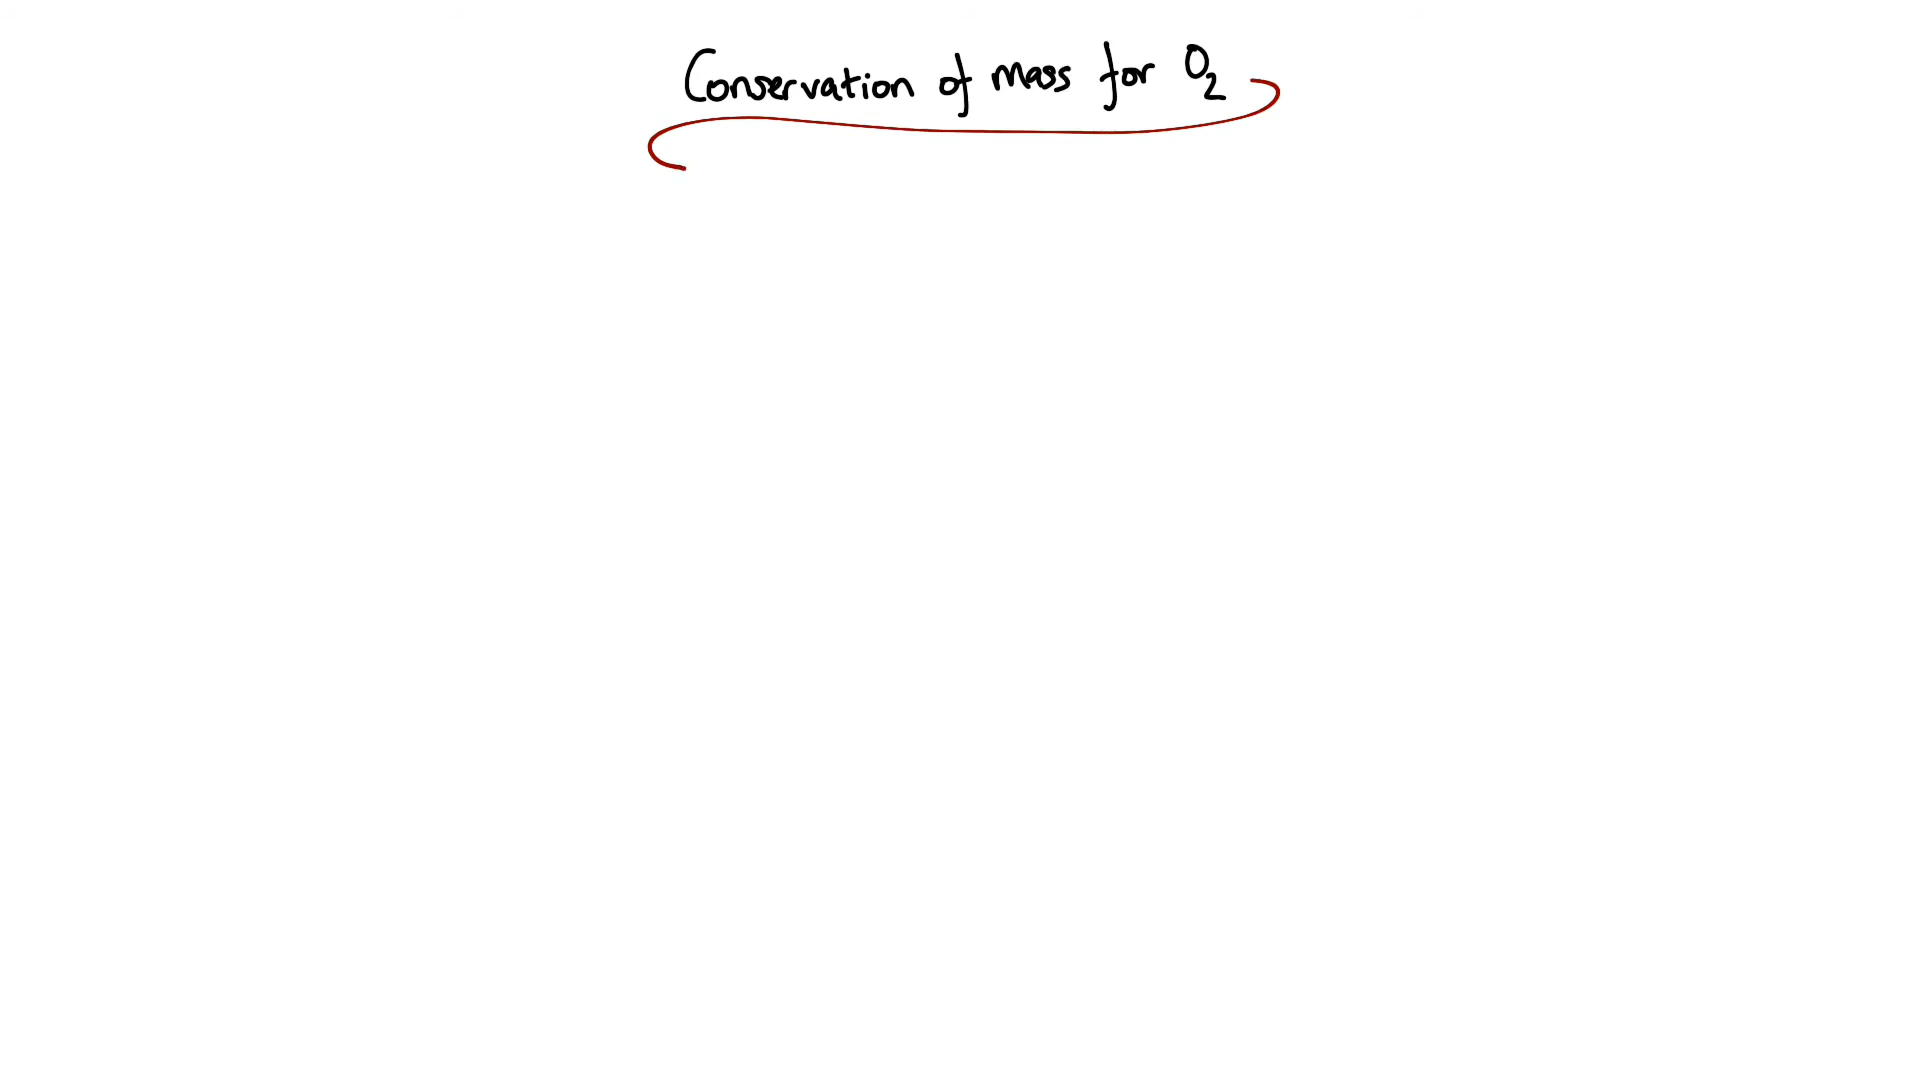 Conservation of mass for O₂